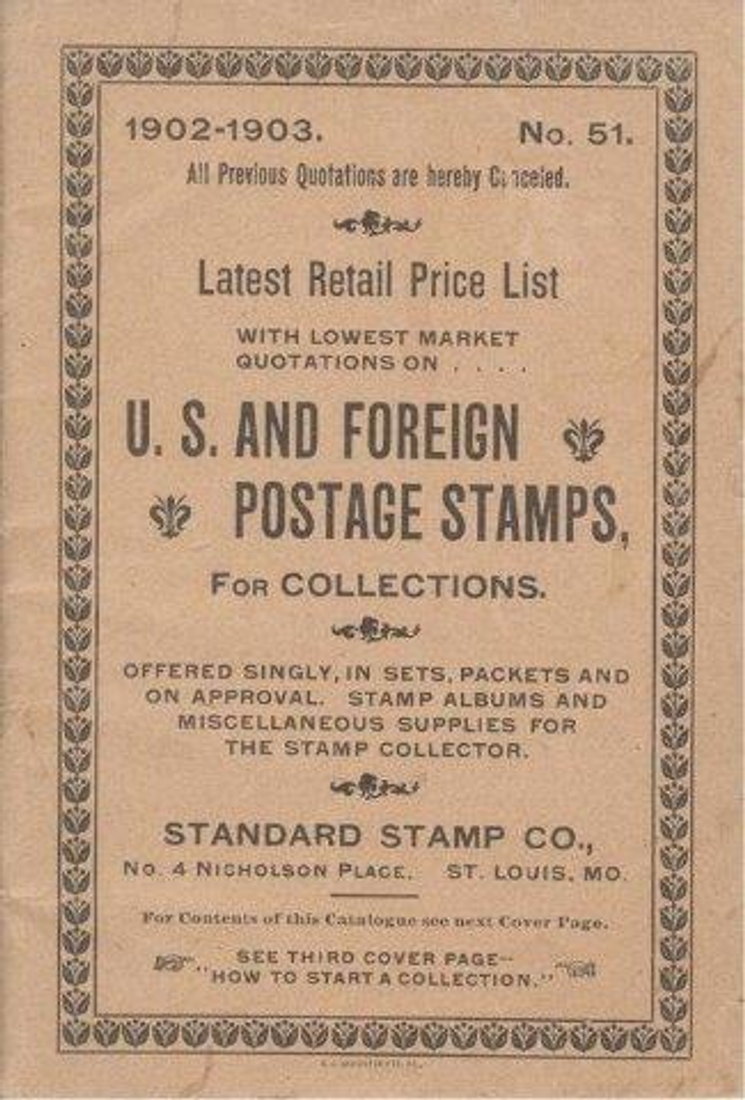 1902-1903. No. 51.
All Previous Quotations are hereby Canceled.
Latest Retail Price List
WITH LOWEST MARKET
QUOTATIONS ON . . . .
U. S. AND FOREIGN
POSTAGE STAMPS,
FOR COLLECTIONS.
OFFERED SINGLY, IN SETS, PACKETS AND
ON APPROVAL. STAMP ALBUMS AND
MISCELLANEOUS SUPPLIES FOR
THE STAMP COLLECTOR.
STANDARD STAMP CO.,
No. 4 NICHOLSON PLACE. ST. LOUIS, MO.
For Contents of this Catalogue see next Cover Page.
SEE THIRD COVER PAGE—
"HOW TO START A COLLECTION."